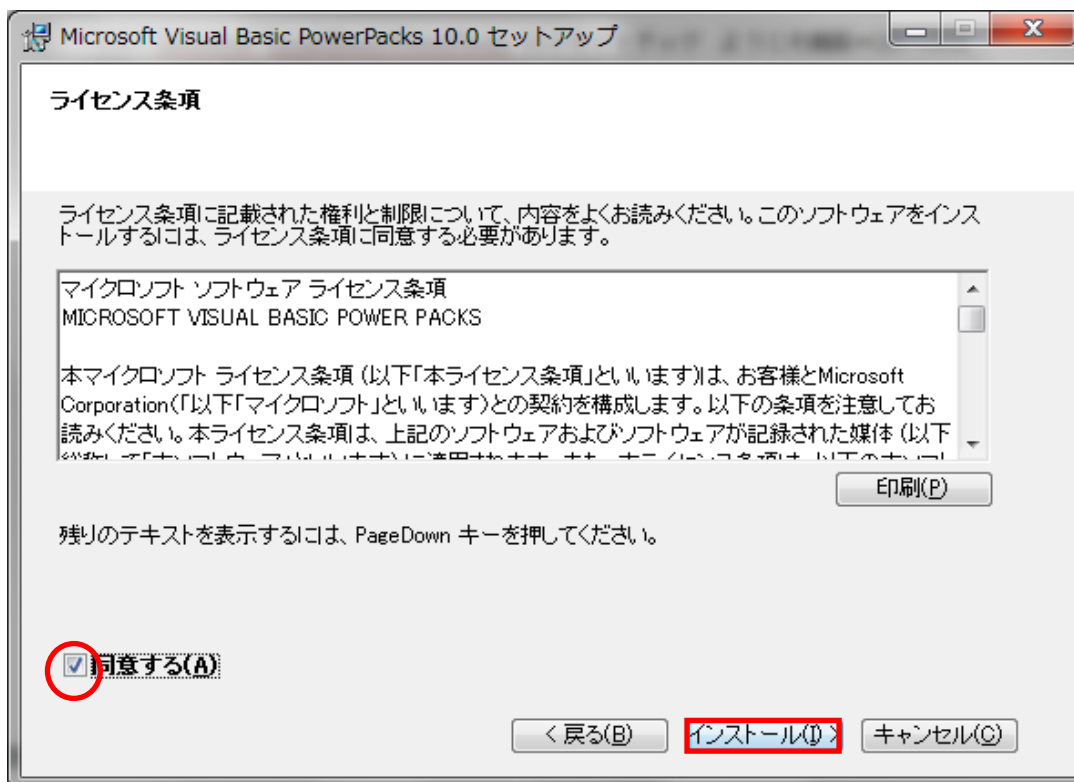 Microsoft Visual Basic PowerPacks 10.0 セットアップ
ライセンス条項
ライセンス条項に記載された権利と制限について、内容をよくお読みください。このソフトウェアをインス
トールするには、ライセンス条項に同意する必要があります。
マイクロソフト ソフトウェア ライセンス条項
MICROSOFT VISUAL BASIC POWER PACKS
本マイクロソフト ライセンス条項 (以下「本ライセンス条項」といいます)は、お客様とMicrosoft
Corporation(「以下「マイクロソフト」といいます)との契約を構成します。以下の条項を注意してお
読みください。本ライセンス条項は、上記のソフトウェアおよびソフトウェアが記録された媒体 (以下
印刷(P)
残りのテキストを表示するには、PageDown キーを押してください。
同意する(A)
< 戻る(B)
インストール(I) >
キャンセル(C)